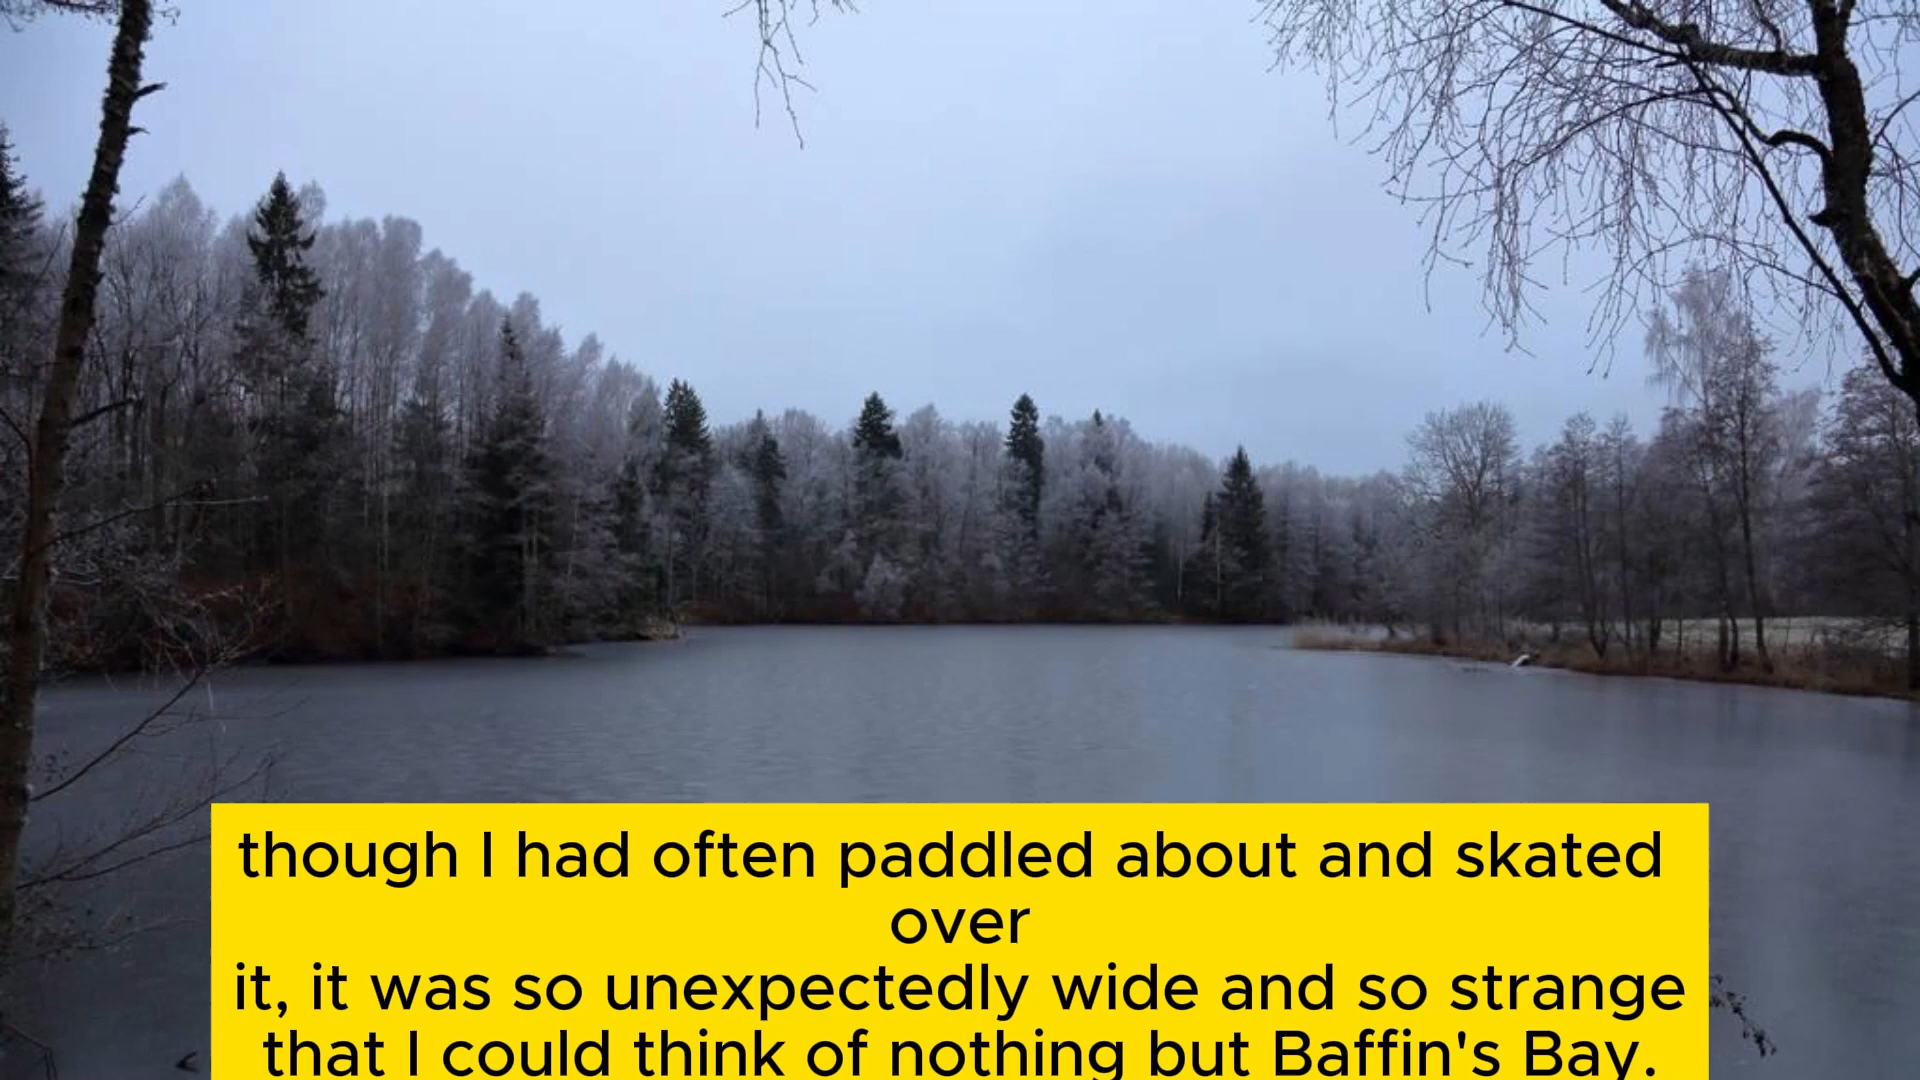 though I had often paddled about and skated
over
it, it was so unexpectedly wide and so strange
that I could think of nothing but Baffin's Bay.